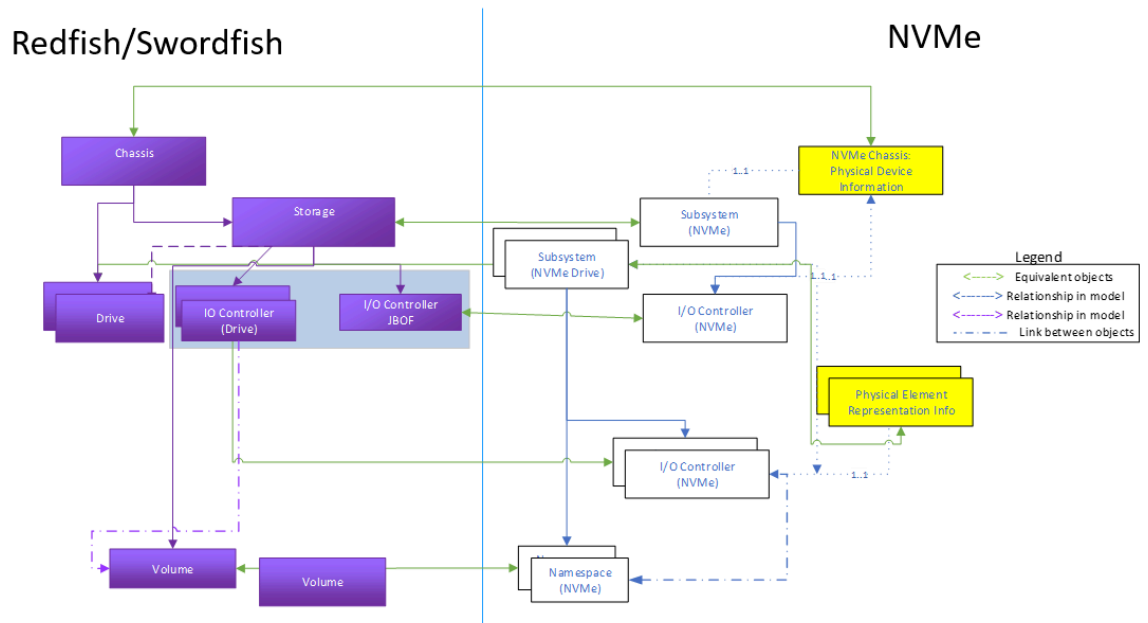 Redfish/Swordfish
NVMe
Chassis
NVMe Chassis:
Physical Device
Information
1..1
Storage
Subsystem
(NVMe)
Subsystem
(NVMe Drive)
1..1
1..1
Legend
Equivalent objects
Relationship in model
Relationship in model
Link between objects
Drive
IO Controller
(Drive)
I/O Controller
JBOF
I/O Controller
(NVMe)
Physical Element
Representation Info
I/O Controller
(NVMe)
1..1
Volume
Volume
Namespace
(NVMe)